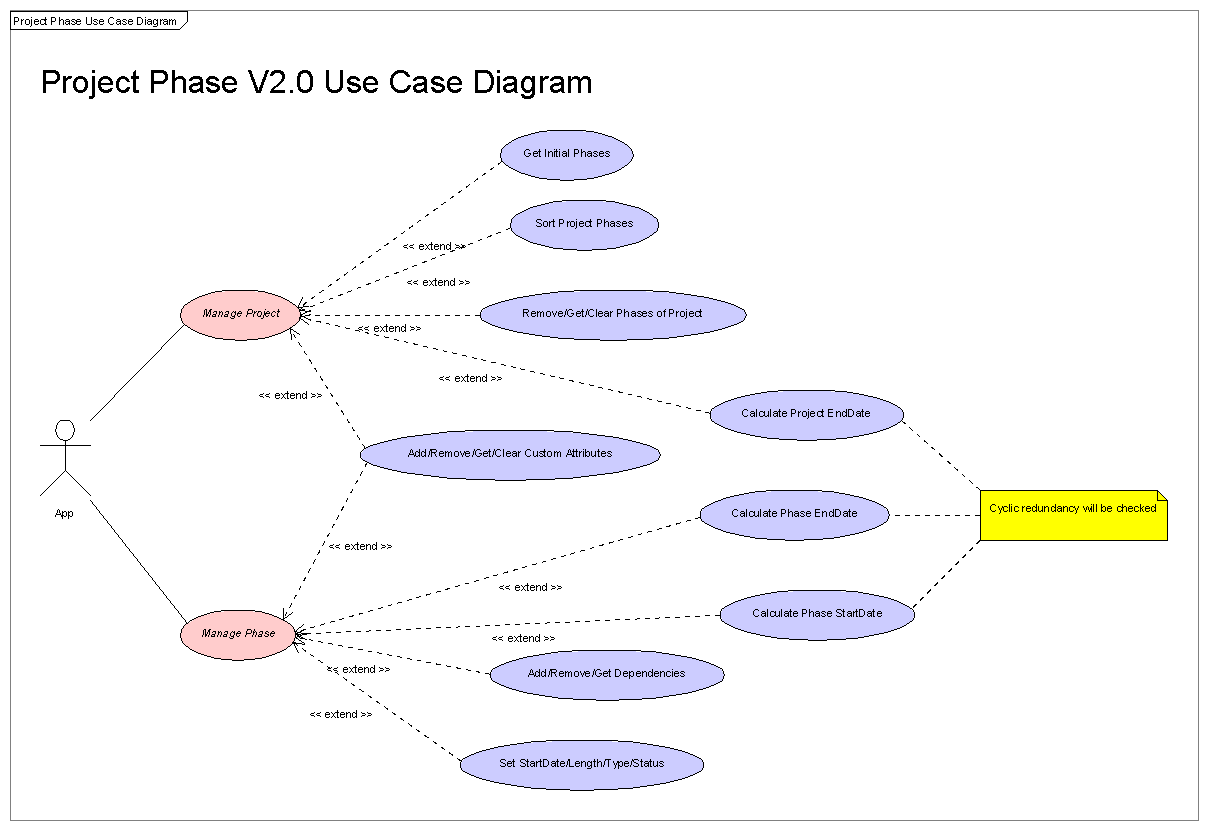 Project Phase Use Case Diagram
Project Phase V2.0 Use Case Diagram
Get Initial Phases
Sort Project Phases
<< extend >>
<< extend >>
Manage Project
Remove/Get/Clear Phases of Project
<< extend >>
<< extend >>
<< extend >>
Calculate Project EndDate
Add/Remove/Get/Clear Custom Attributes
App
Calculate Phase EndDate
Cyclic redundancy will be checked
<< extend >>
<< extend >>
Calculate Phase StartDate
Manage Phase
<< extend >>
<< extend >>
Add/Remove/Get Dependencies
<< extend >>
Set StartDate/Length/Type/Status